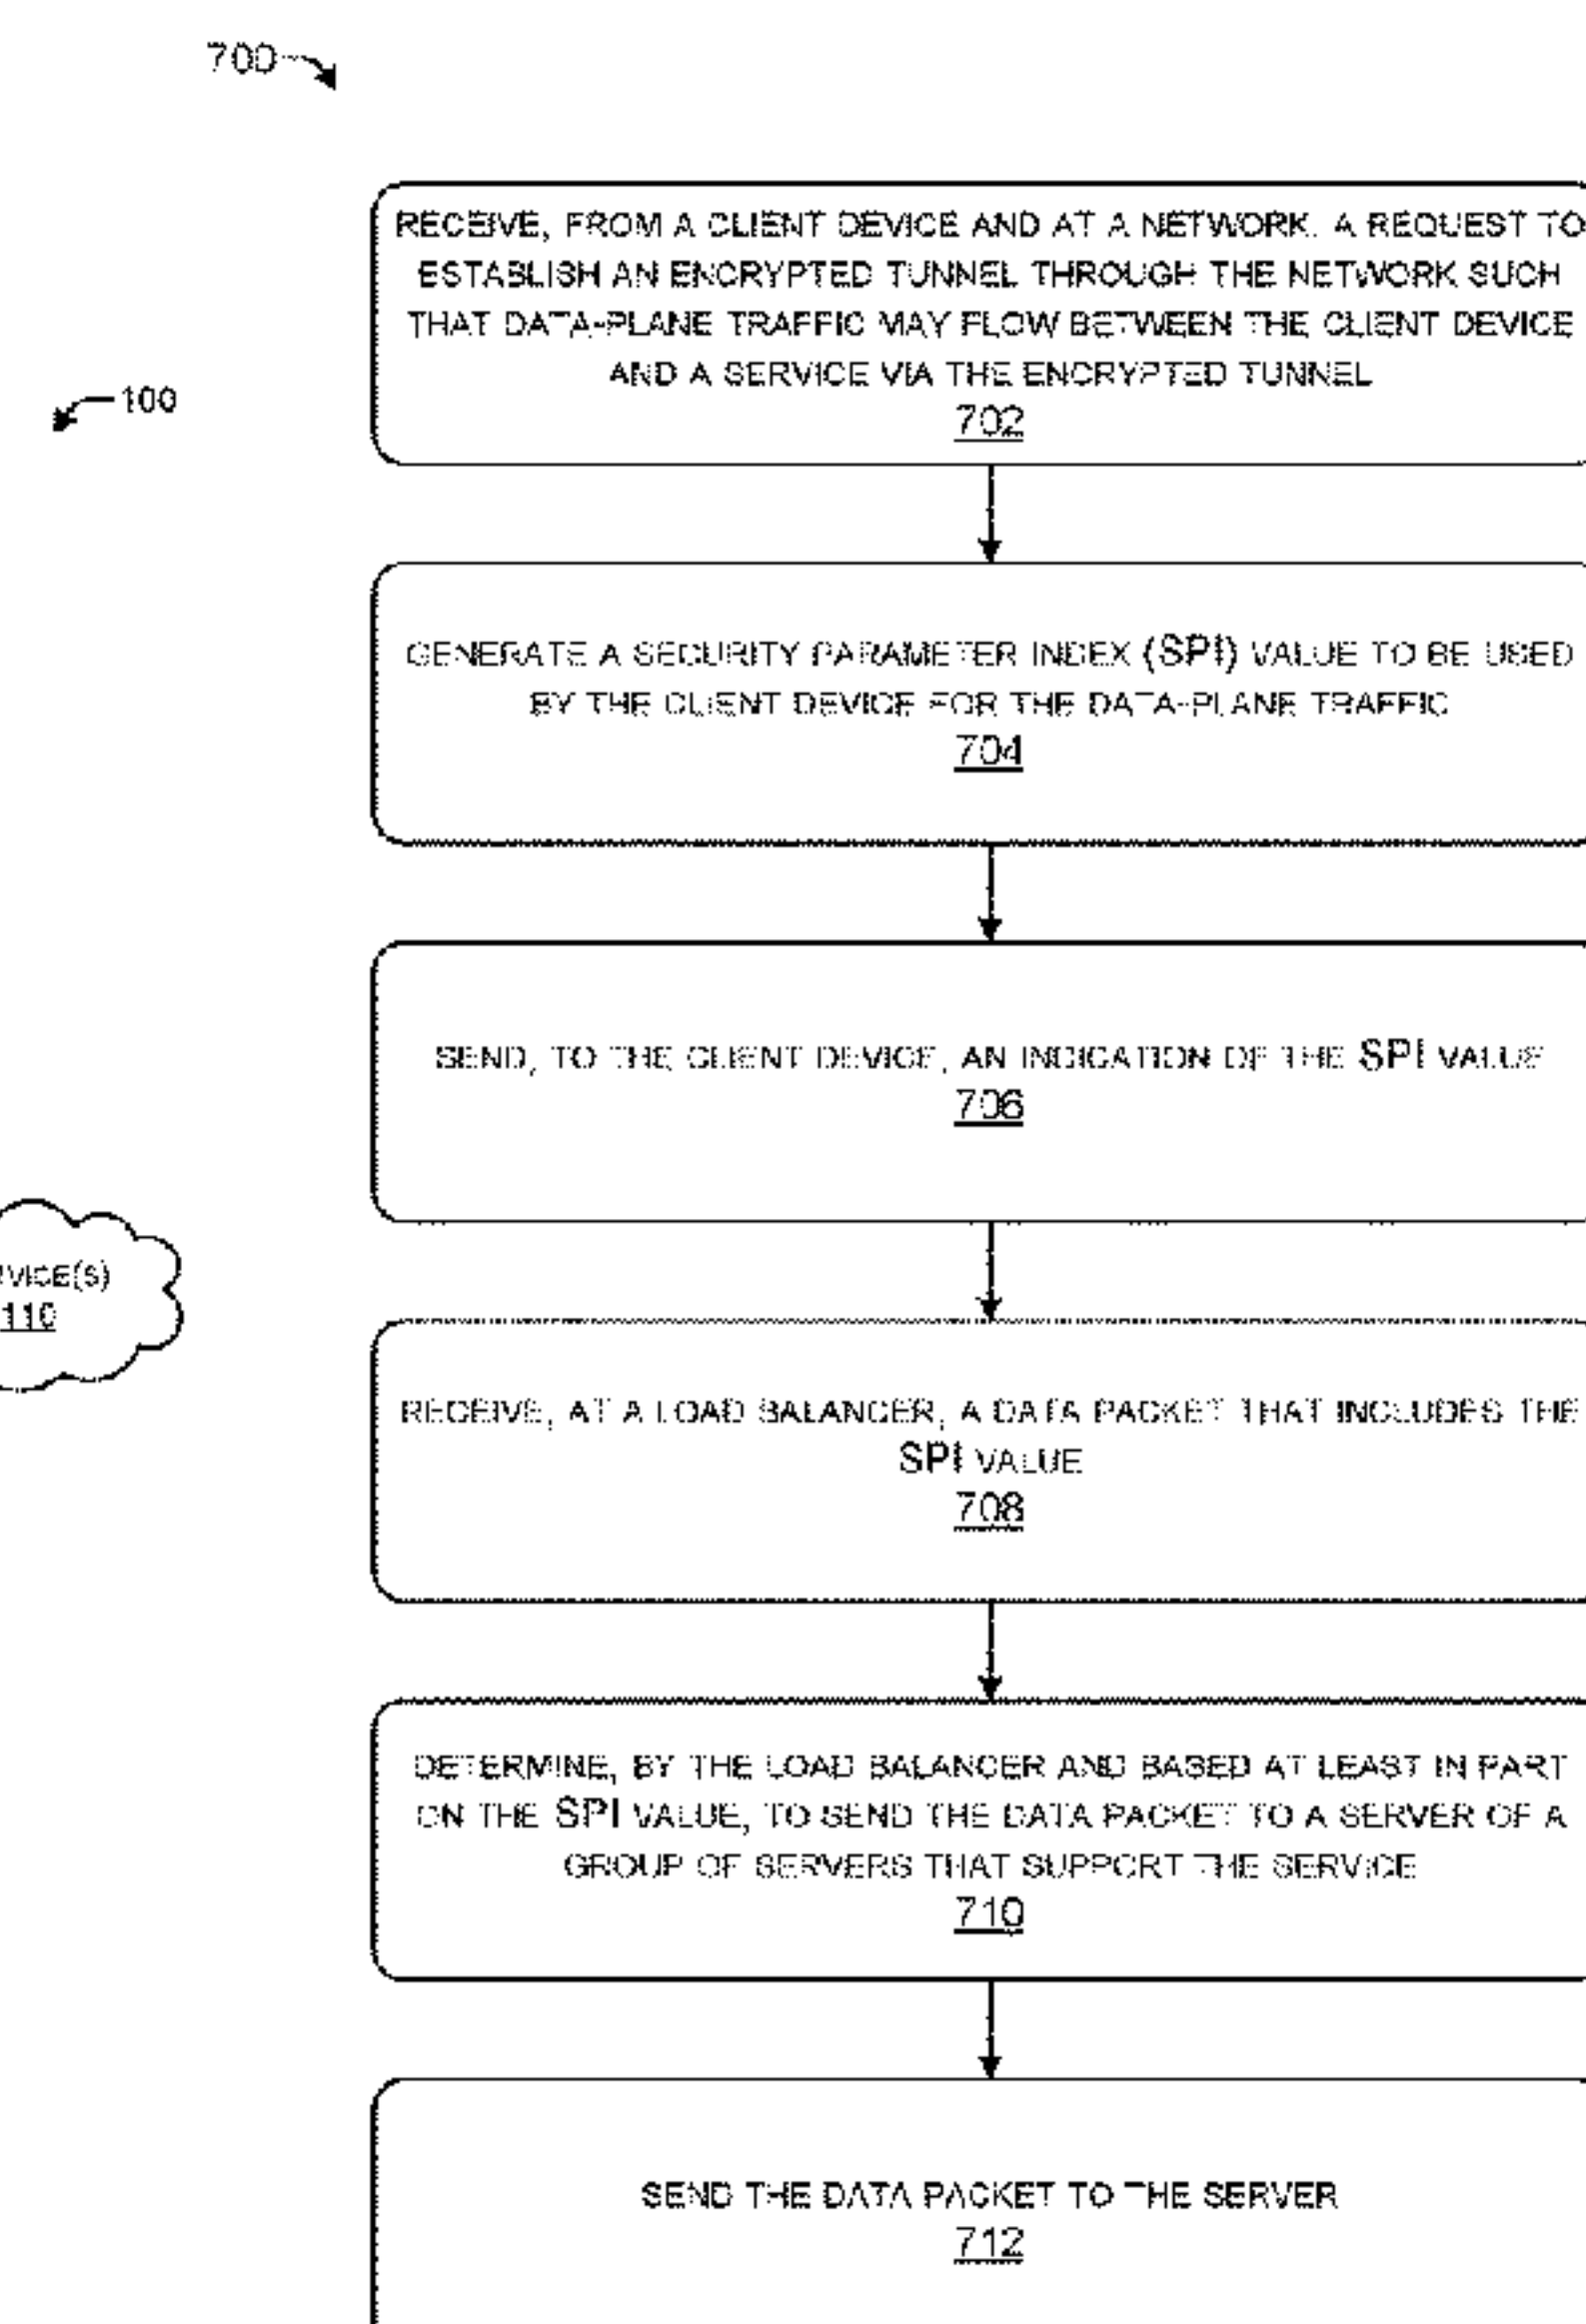 700
RECEIVE, FROM A CLIENT DEVICE AND AT A NETWORK, A REQUEST TO
ESTABLISH AN ENCRYPTED TUNNEL THROUGH THE NETWORK SUCH
THAT DATA-PLANE TRAFFIC MAY FLOW BETWEEN THE CLIENT DEVICE
AND A SERVICE VIA THE ENCRYPTED TUNNEL
702
100
GENERATE A SECURITY PARAMETER INDEX (SPI) VALUE TO BE USED
BY THE CLIENT DEVICE FOR THE DATA-PLANE TRAFFIC
704
SEND, TO THE CLIENT DEVICE, AN INDICATION OF THE SPI VALUE
706
RVICE(S)
110
RECEIVE, AT A LOAD BALANCER, A DATA PACKET THAT INCLUDES THE
SPI VALUE
708
DETERMINE, BY THE LOAD BALANCER AND BASED AT LEAST IN PART
ON THE SPI VALUE, TO SEND THE DATA PACKET TO A SERVER OF A
GROUP OF SERVERS THAT SUPPORT THE SERVICE
710
SEND THE DATA PACKET TO THE SERVER
712